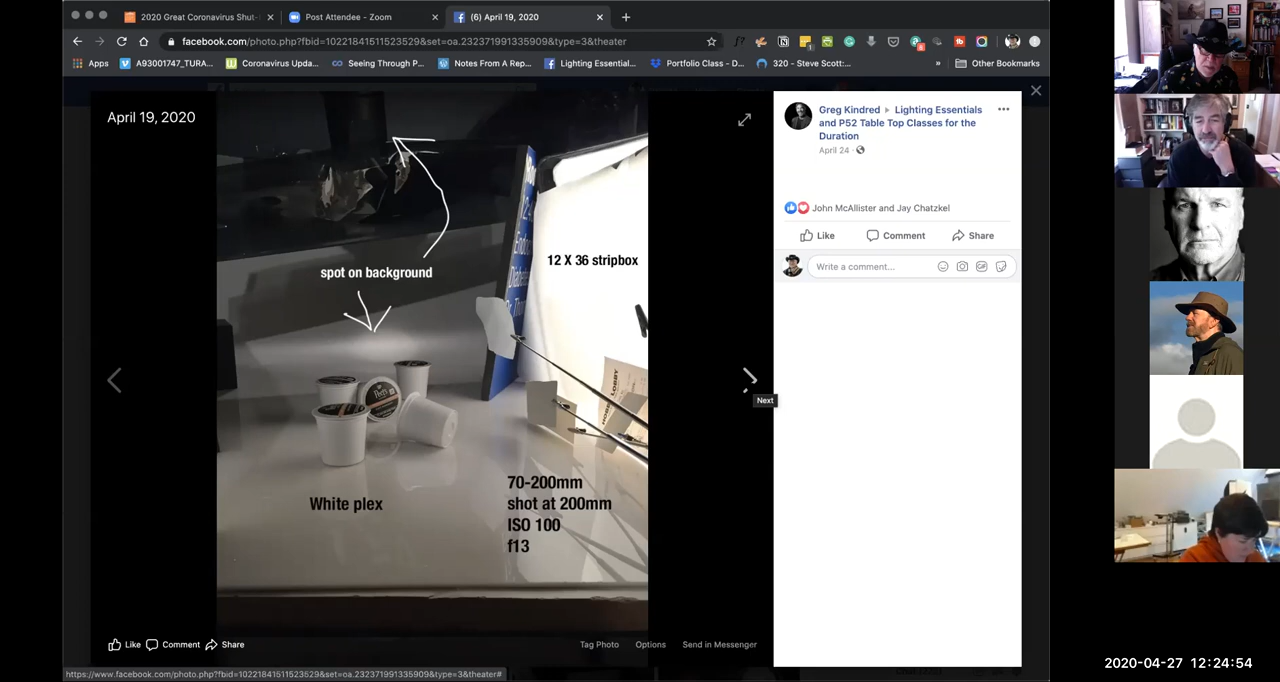 2020 Great Coronavirus Shut-
Post Attendee - Zoom
(6) April 19, 2020
facebook.com/photo.php?fbid=10221841511523529&set=oa.232371991335909&type=3&theater
Apps
A93001747_TURA...
Coronavirus Upda...
Seeing Through P...
Notes From A Rep...
Lighting Essential...
Portfolio Class - D...
320 - Steve Scott:...
»
Other Bookmarks
April 19, 2020
spot on background
12 X 36 stripbox
White plex
70-200mm
shot at 200mm
ISO 100
f13
HOBBY LOBBY
Peet's
Greg Kindred ▸ Lighting Essentials
and P52 Table Top Classes for the
Duration
April 24 ·
John McAllister and Jay Chatzkel
Like Comment Share
Write a comment...
GIF
Next
Like Comment Share
Tag Photo Options Send in Messenger
https://www.facebook.com/photo.php?fbid=10221841511523529&set=oa.232371991335909&type=3&theater#
2020-04-27 12:24:54